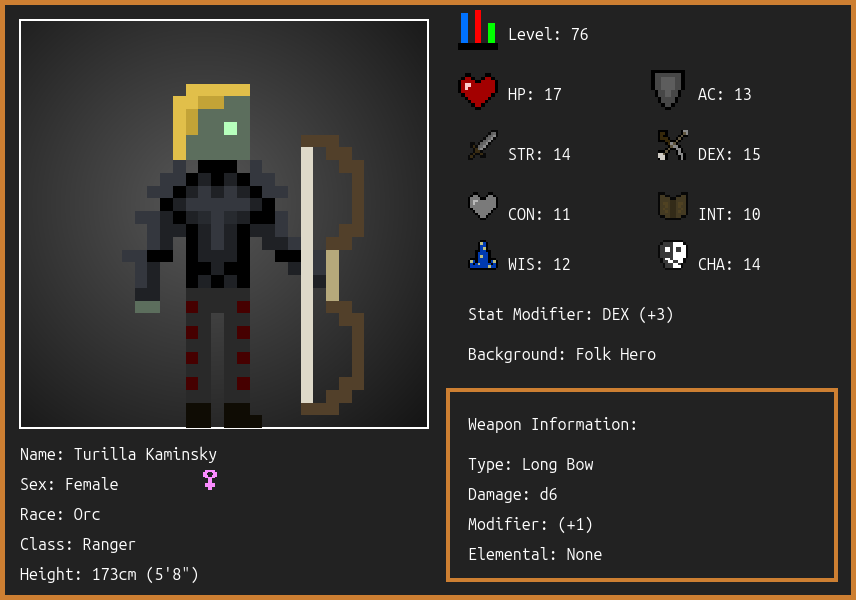 Level: 76
HP: 17
AC: 13
STR: 14
DEX: 15
CON: 11
INT: 10
WIS: 12
CHA: 14
Stat Modifier: DEX (+3)
Background: Folk Hero
Weapon Information:
Type: Long Bow
Damage: d6
Modifier: (+1)
Elemental: None
Name: Turilla Kaminsky
Sex: Female
Race: Orc
Class: Ranger
Height: 173cm (5'8")